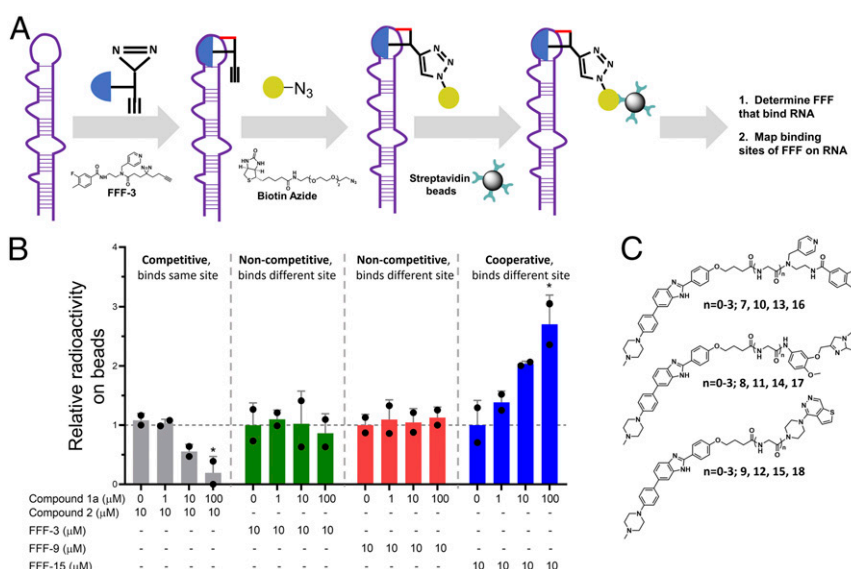 A
N=N
N₃
FFF-3
Biotin Azide
Streptavidin
beads
1. Determine FFF
that bind RNA
2. Map binding
sites of FFF on RNA
B
Competitive,
binds same site
Non-competitive,
binds different site
Non-competitive,
binds different site
Cooperative,
binds different site
Relative radioactivity
on beads
4
3
2
1
0
*
*
Compound 1a (μM) 0 1 10 100 0 1 10 100 0 1 10 100 0 1 10 100
Compound 2 (μM) 10 10 10 10 - - - - - - - - - - - -
FFF-3 (μM) - - - - 10 10 10 10 - - - - - - - -
FFF-9 (μM) - - - - - - - - 10 10 10 10 - - - -
FFF-15 (μM) - - - - - - - - - - - - 10 10 10 10
C
n=0-3; 7, 10, 13, 16
n=0-3; 8, 11, 14, 17
n=0-3; 9, 12, 15, 18